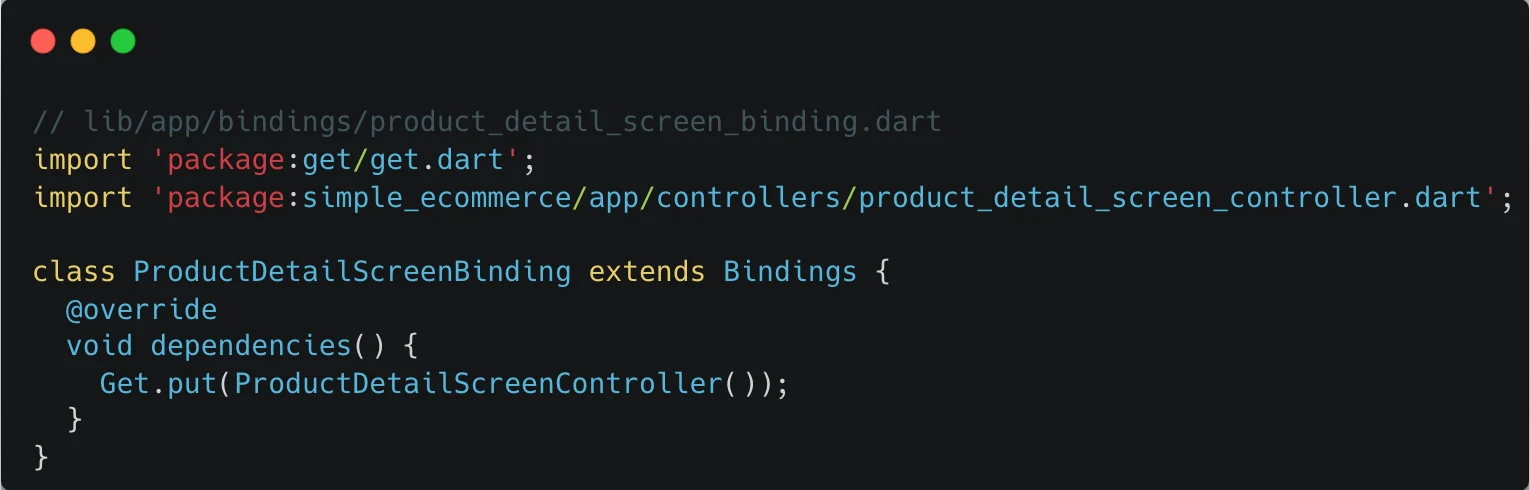 // lib/app/bindings/product_detail_screen_binding.dart
import 'package:get/get.dart';
import 'package:simple_ecommerce/app/controllers/product_detail_screen_controller.dart';

class ProductDetailScreenBinding extends Bindings {
  @override
  void dependencies() {
    Get.put(ProductDetailScreenController());
  }
}